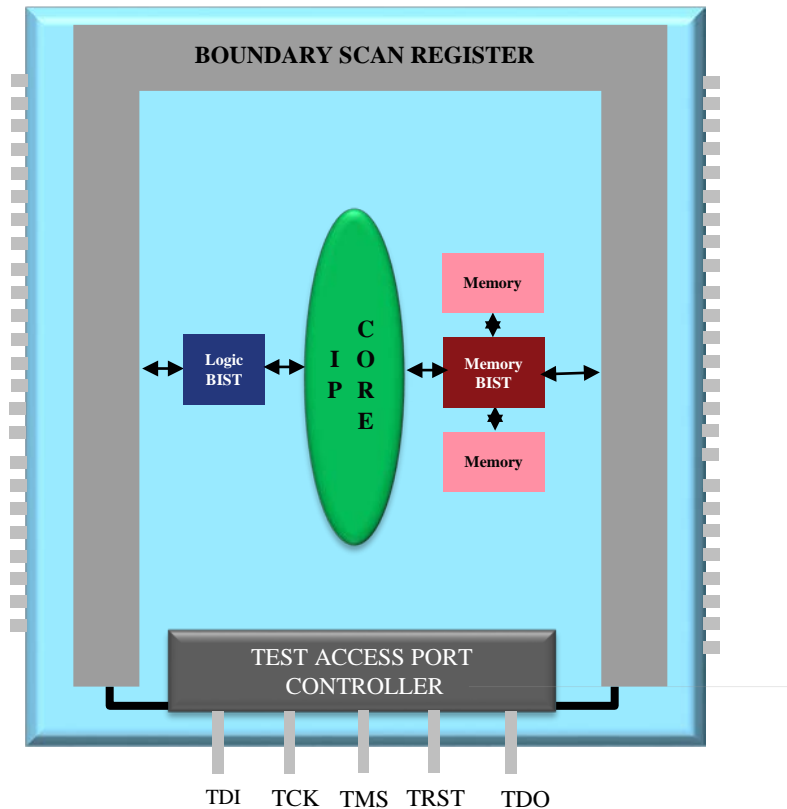 BOUNDARY SCAN REGISTER
Memory
Logic
BIST
I
P
C
O
R
E
Memory
BIST
Memory
TEST ACCESS PORT
CONTROLLER
TDI TCK TMS TRST TDO